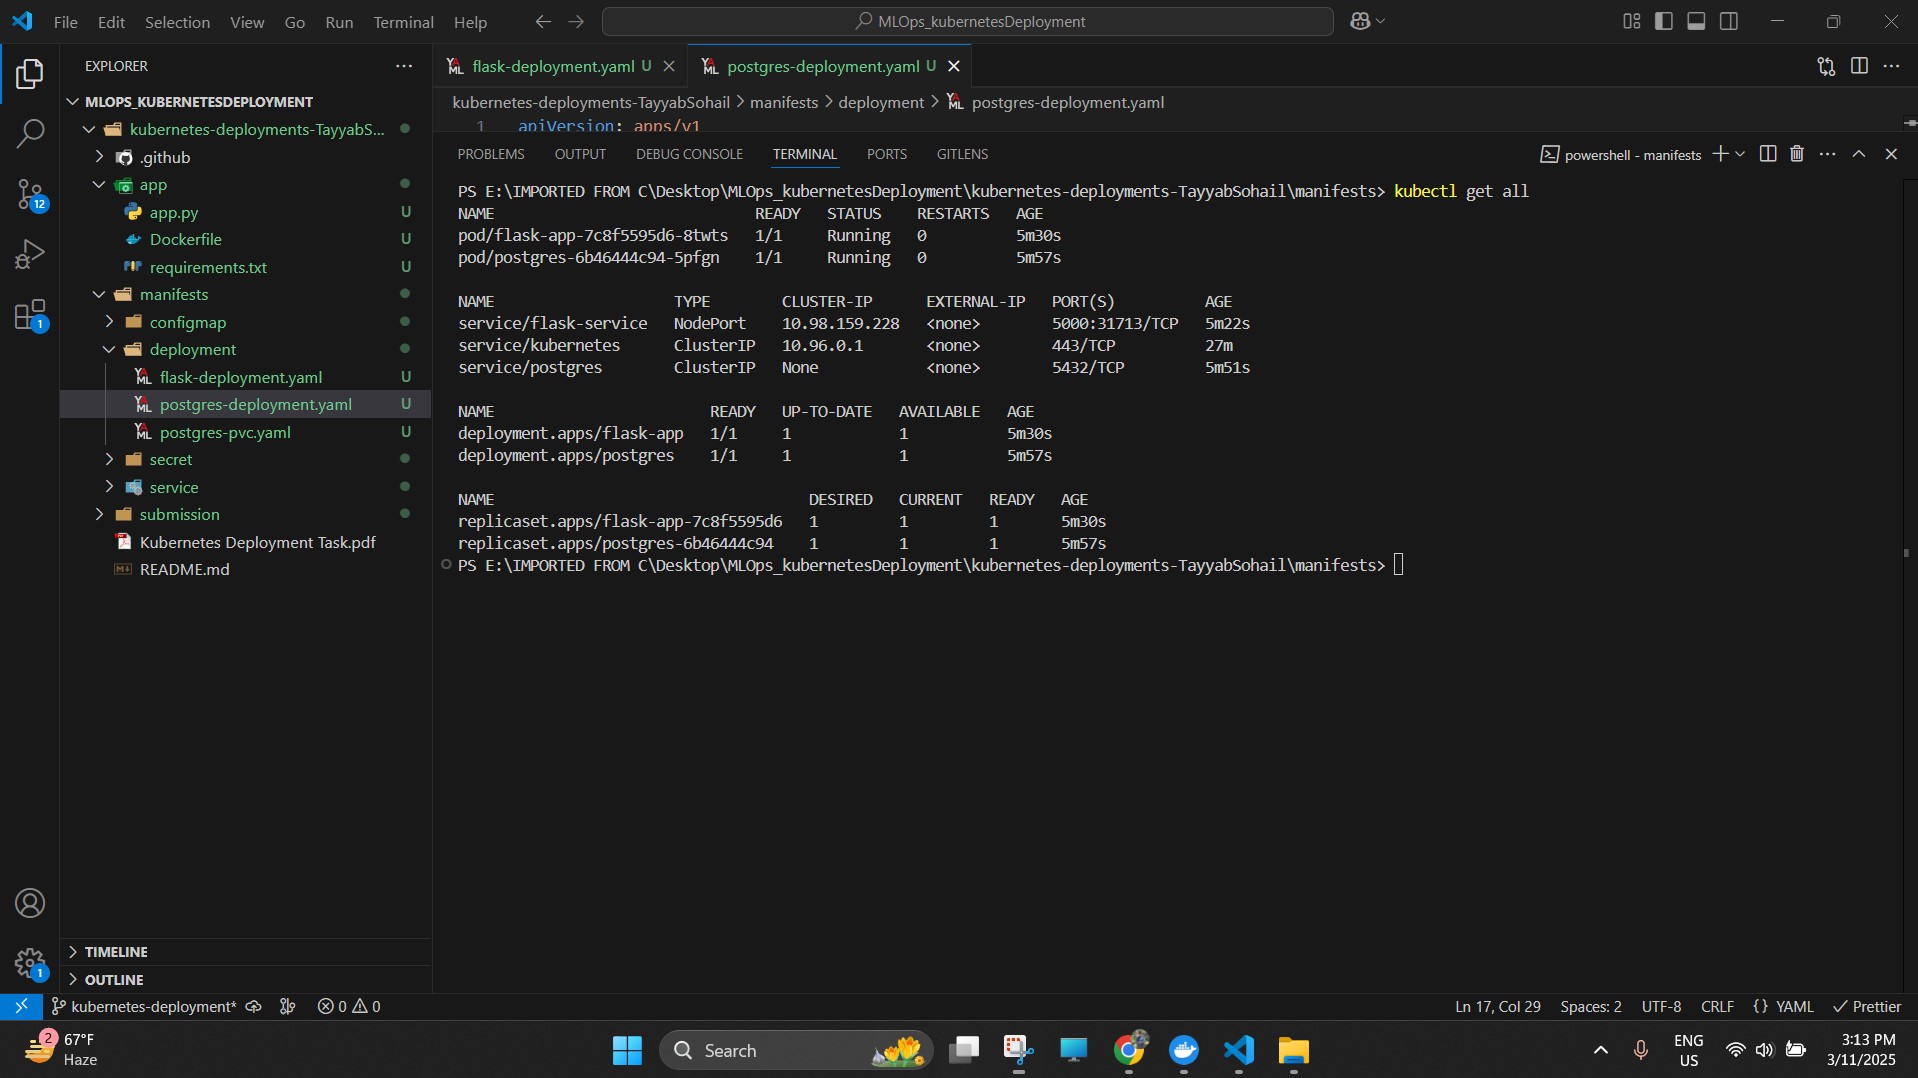 File Edit Selection View Go Run Terminal Help
MLOps_kubernetesDeployment
EXPLORER
MLOPS_KUBERNETESDEPLOYMENT
kubernetes-deployments-TayyabS...
.github
app
app.py U
Dockerfile U
requirements.txt U
manifests
configmap
deployment
flask-deployment.yaml U
postgres-deployment.yaml U
postgres-pvc.yaml U
secret
service
submission
Kubernetes Deployment Task.pdf
README.md
TIMELINE
OUTLINE
12
1
1
flask-deployment.yaml U
postgres-deployment.yaml U
kubernetes-deployments-TayyabSohail > manifests > deployment > postgres-deployment.yaml
1 apiVersion: apps/v1
PROBLEMS OUTPUT DEBUG CONSOLE TERMINAL PORTS GITLENS
powershell - manifests
PS E:\IMPORTED FROM C\Desktop\MLOps_kubernetesDeployment\kubernetes-deployments-TayyabSohail\manifests> kubectl get all
NAME READY STATUS RESTARTS AGE
pod/flask-app-7c8f5595d6-8twts 1/1 Running 0 5m30s
pod/postgres-6b46444c94-5pfgn 1/1 Running 0 5m57s
NAME TYPE CLUSTER-IP EXTERNAL-IP PORT(S) AGE
service/flask-service NodePort 10.98.159.228 <none> 5000:31713/TCP 5m22s
service/kubernetes ClusterIP 10.96.0.1 <none> 443/TCP 27m
service/postgres ClusterIP None <none> 5432/TCP 5m51s
NAME READY UP-TO-DATE AVAILABLE AGE
deployment.apps/flask-app 1/1 1 1 5m30s
deployment.apps/postgres 1/1 1 1 5m57s
NAME DESIRED CURRENT READY AGE
replicaset.apps/flask-app-7c8f5595d6 1 1 1 5m30s
replicaset.apps/postgres-6b46444c94 1 1 1 5m57s
PS E:\IMPORTED FROM C\Desktop\MLOps_kubernetesDeployment\kubernetes-deployments-TayyabSohail\manifests>
kubernetes-deployment* 0 0
Ln 17, Col 29 Spaces: 2 UTF-8 CRLF {} YAML Prettier
2
67°F
Haze
Search
ENG
US
3:13 PM
3/11/2025